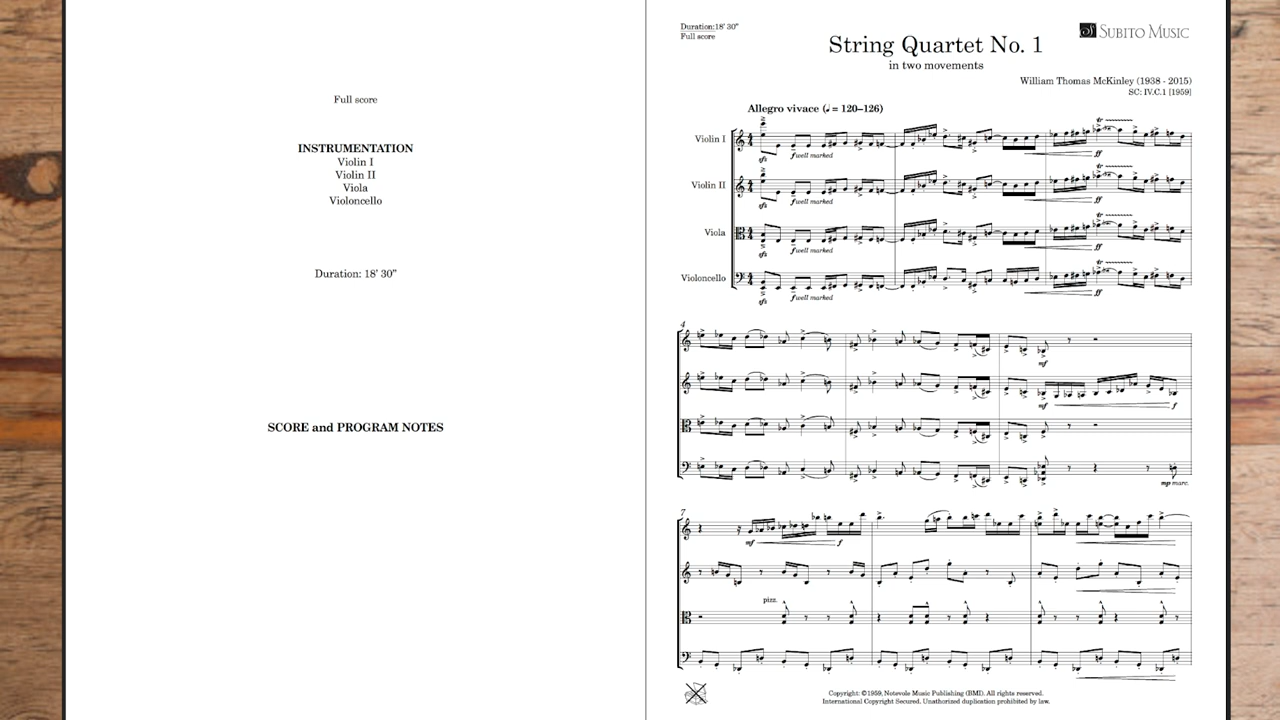 Full score
INSTRUMENTATION
Violin I
Violin II
Viola
Violoncello
Duration: 18' 30"
SCORE and PROGRAM NOTES
Duration:18' 30"
Full score
SUBITO MUSIC
String Quartet No. 1
in two movements
William Thomas McKinley (1938 - 2015)
SC: IV.C.1 [1959]
Allegro vivace (♩ = 120–126)
Violin I
sfz
f well marked
ff
Violin II
sfz
f well marked
ff
Viola
sfz
f well marked
ff
Violoncello
sfz
f well marked
ff
4
mf
mf f
mp marc.
7
mf f
pizz.
Copyright: ©1959, Notevole Music Publishing (BMI). All rights reserved.
International Copyright Secured. Unathorized duplication prohibited by law.